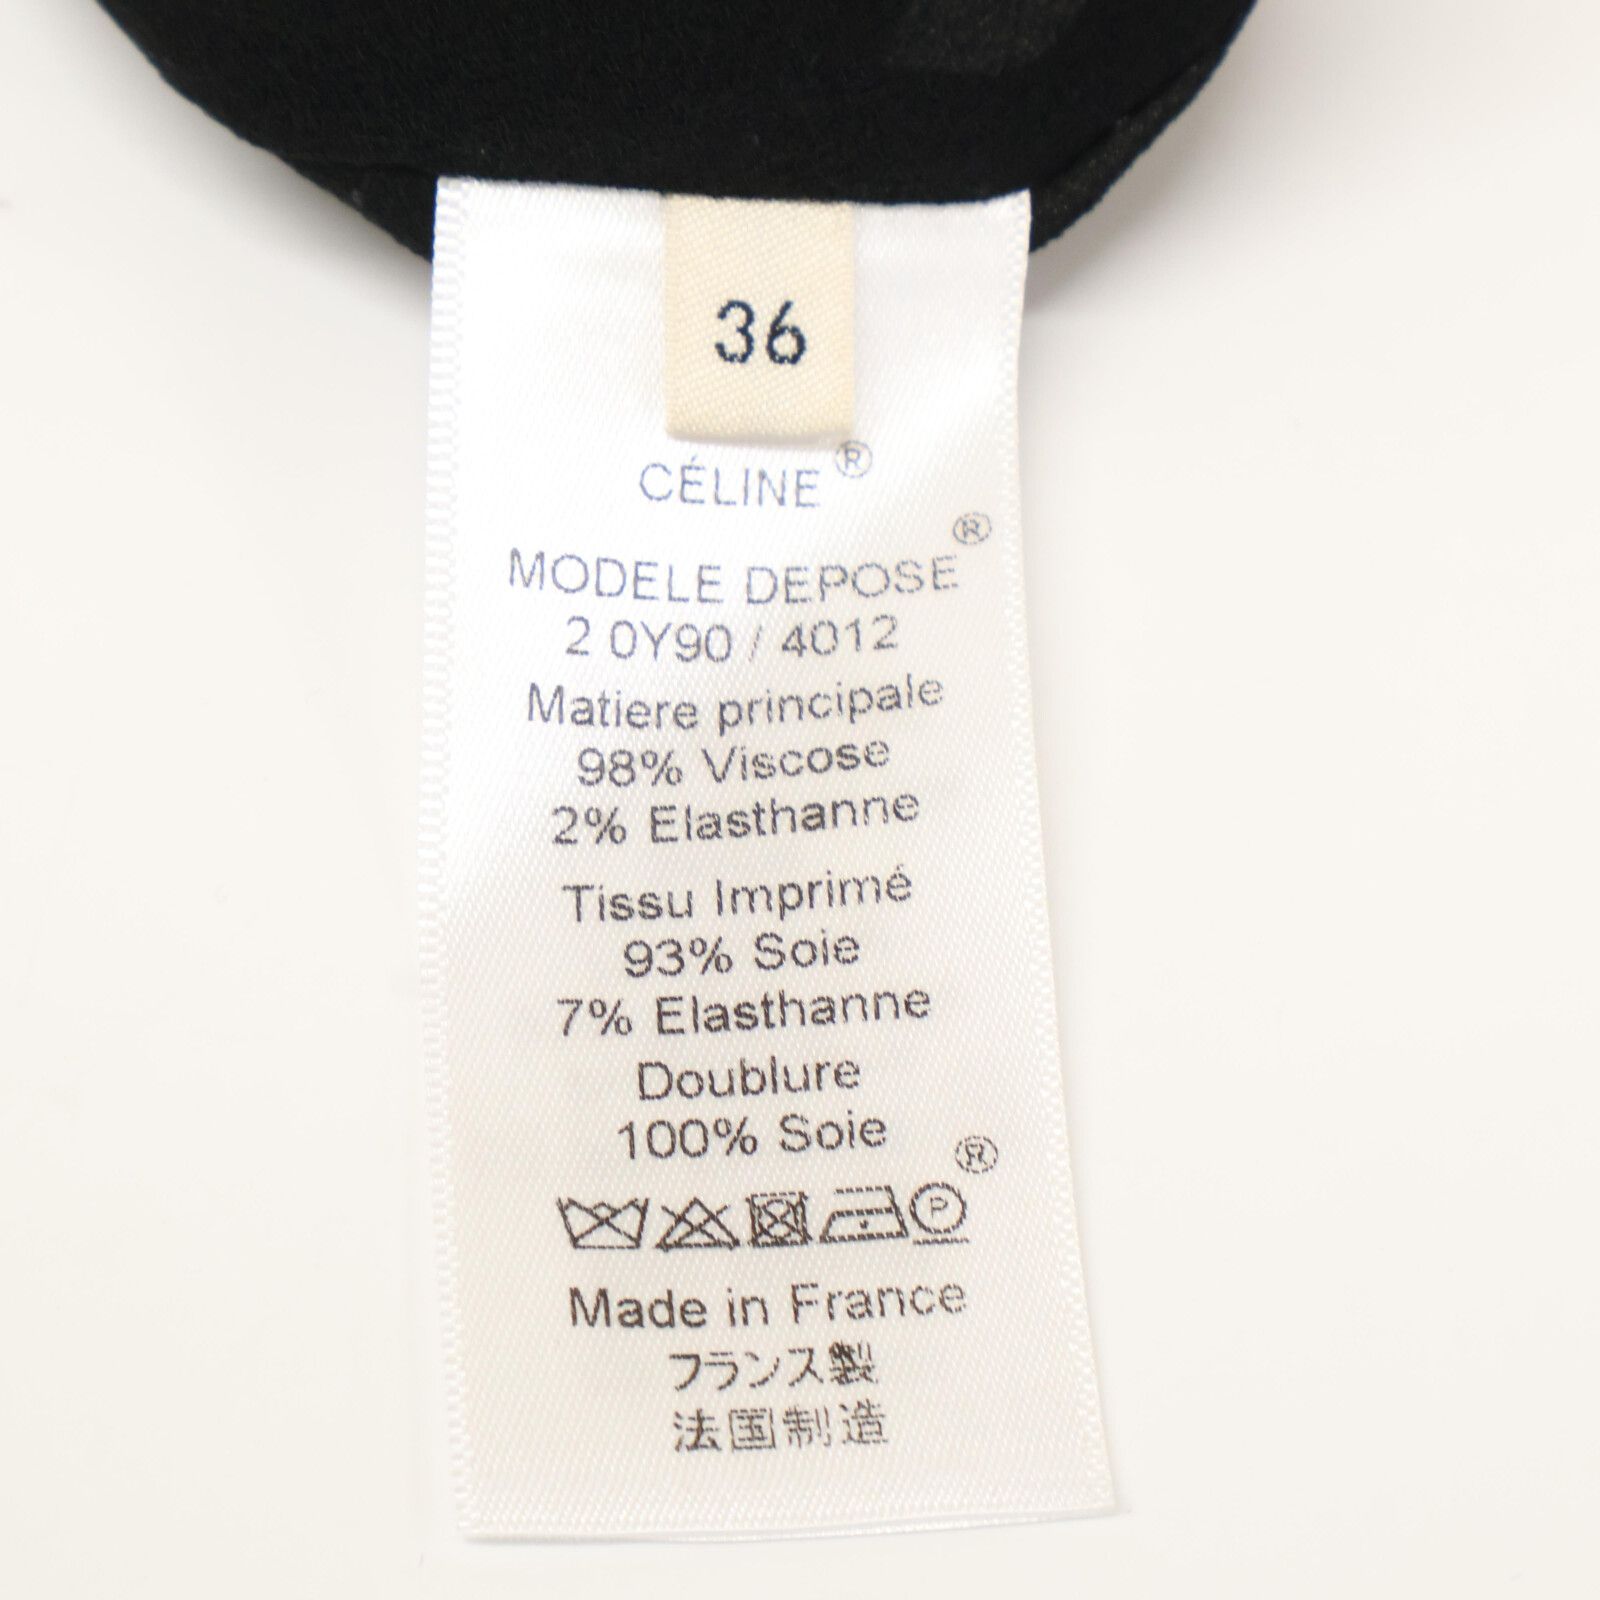 36
CÉLINE®
MODELE DEPOSE®
2 0Y90 / 4012
Matiere principale
98% Viscose
2% Elasthanne
Tissu Imprimé
93% Soie
7% Elasthanne
Doublure
100% Soie
®
P
Made in France
フランス製
法国制造